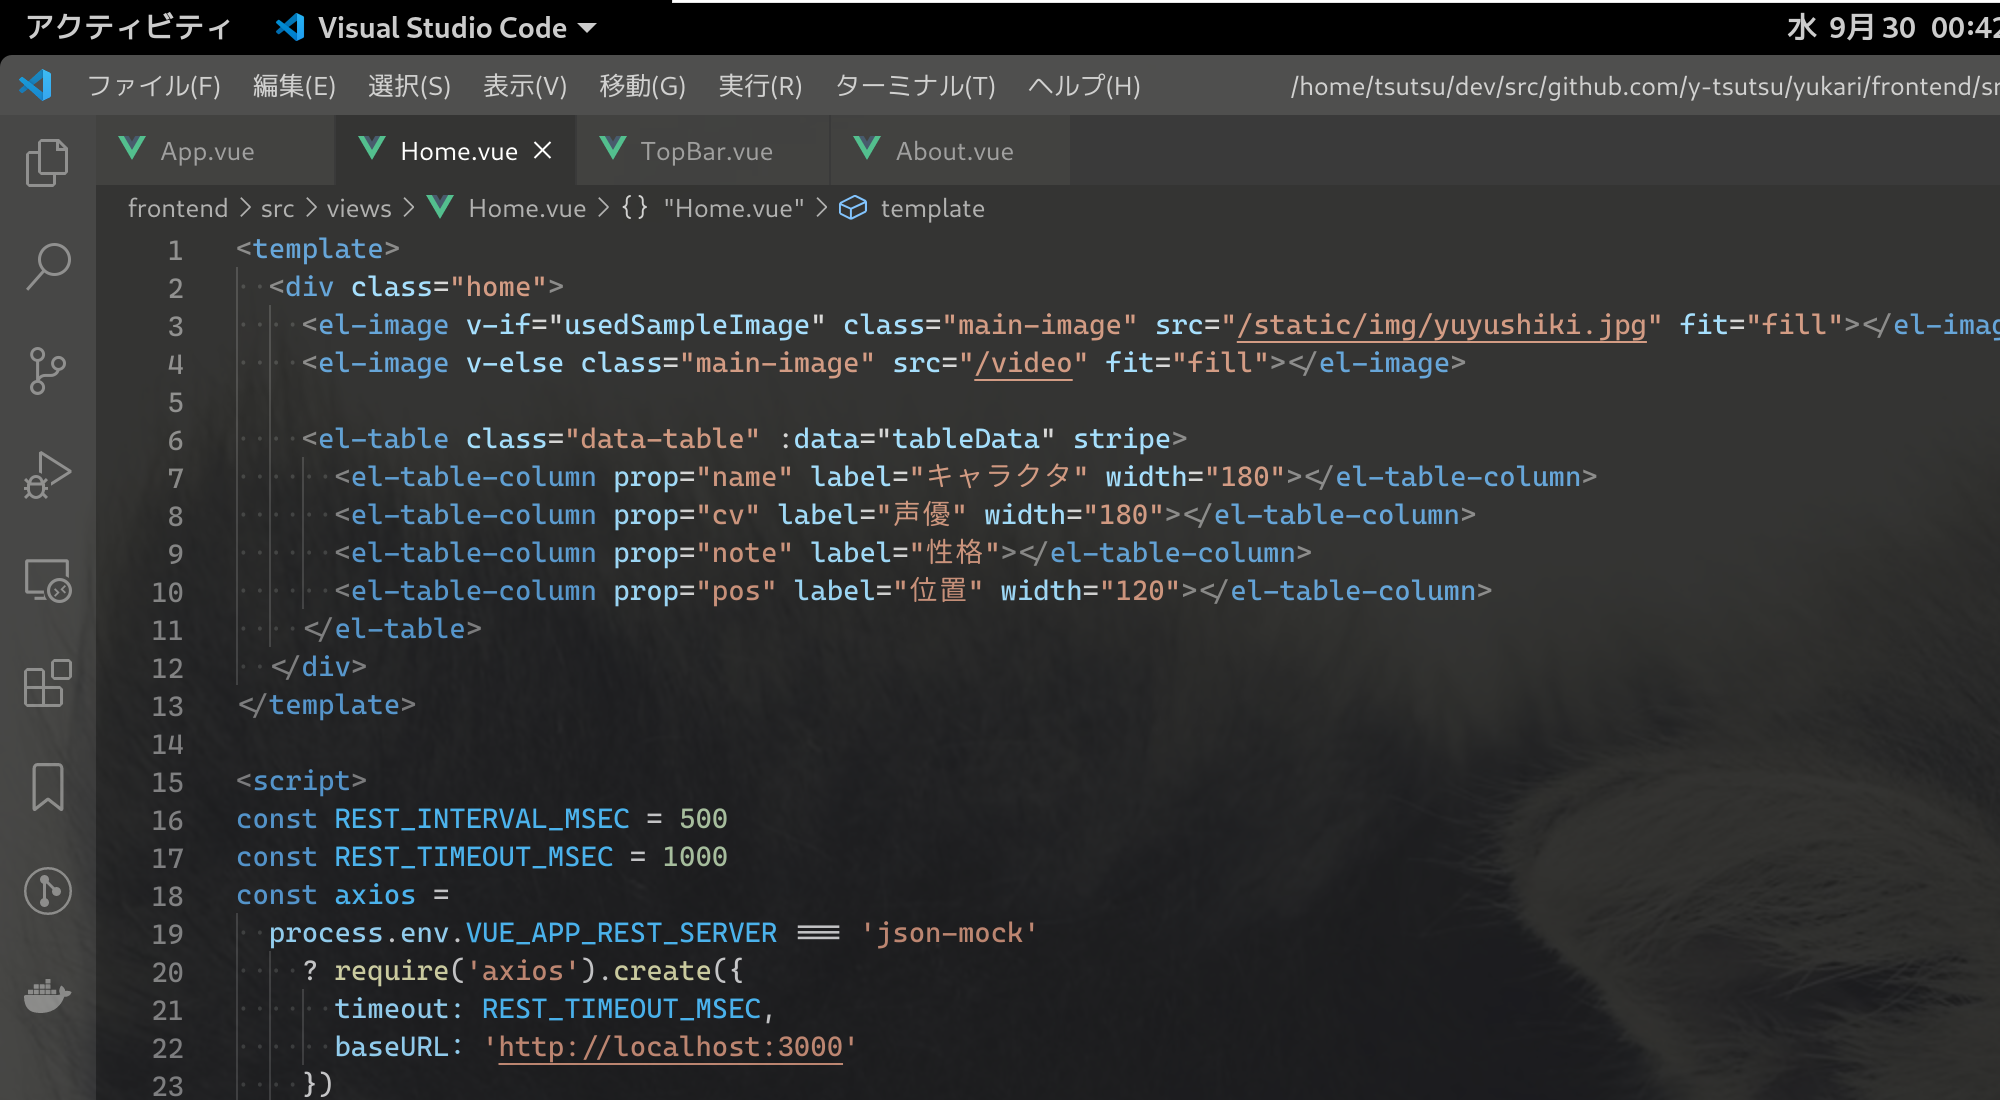 アクティビティ Visual Studio Code 水 9月 30 00:42
ファイル(F) 編集(E) 選択(S) 表示(V) 移動(G) 実行(R) ターミナル(T) ヘルプ(H) /home/tsutsu/dev/src/github.com/y-tsutsu/yukari/frontend/sr
App.vue Home.vue TopBar.vue About.vue
frontend > src > views > Home.vue > {} "Home.vue" > template
1 <template>
2 <div class="home">
3 <el-image v-if="usedSampleImage" class="main-image" src="/static/img/yuyushiki.jpg" fit="fill"></el-imag
4 <el-image v-else class="main-image" src="/video" fit="fill"></el-image>
5
6 <el-table class="data-table" :data="tableData" stripe>
7 <el-table-column prop="name" label="キャラクタ" width="180"></el-table-column>
8 <el-table-column prop="cv" label="声優" width="180"></el-table-column>
9 <el-table-column prop="note" label="性格"></el-table-column>
10 <el-table-column prop="pos" label="位置" width="120"></el-table-column>
11 </el-table>
12 </div>
13 </template>
14
15 <script>
16 const REST_INTERVAL_MSEC = 500
17 const REST_TIMEOUT_MSEC = 1000
18 const axios =
19 process.env.VUE_APP_REST_SERVER === 'json-mock'
20 ? require('axios').create({
21 timeout: REST_TIMEOUT_MSEC,
22 baseURL: 'http://localhost:3000'
23 })